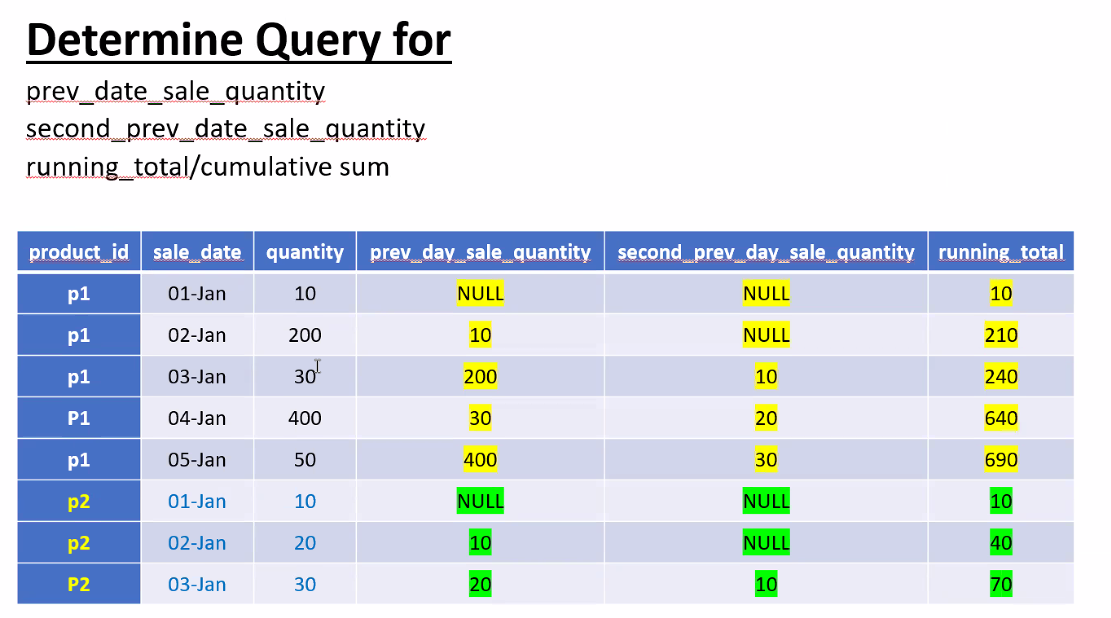 Determine Query for
prev_date_sale_quantity
second_prev_date_sale_quantity
running_total/cumulative sum
product_id sale_date quantity prev_day_sale_quantity second_prev_day_sale_quantity running_total
p1 01-Jan 10 NULL NULL 10
p1 02-Jan 200 10 NULL 210
p1 03-Jan 30 200 10 240
P1 04-Jan 400 30 20 640
p1 05-Jan 50 400 30 690
p2 01-Jan 10 NULL NULL 10
p2 02-Jan 20 10 NULL 40
P2 03-Jan 30 20 10 70